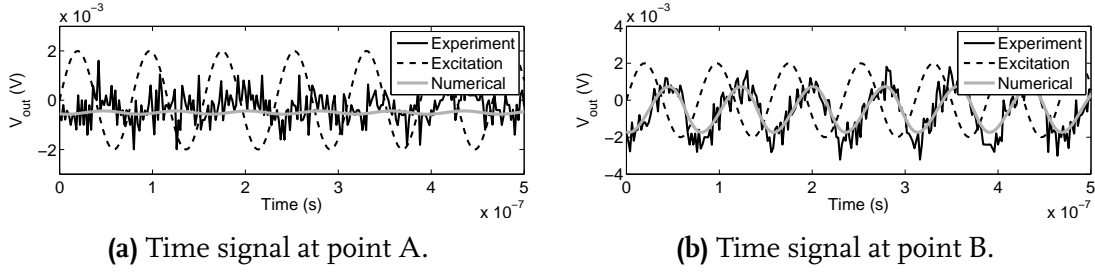 x 10−3
2
0
−2
Vout (V)
Experiment
Excitation
Numerical
0 1 2 3 4 5
Time (s)
x 10−7
(a) Time signal at point A.
x 10−3
4
2
0
−2
−4
Vout (V)
Experiment
Excitation
Numerical
0 1 2 3 4 5
Time (s)
x 10−7
(b) Time signal at point B.